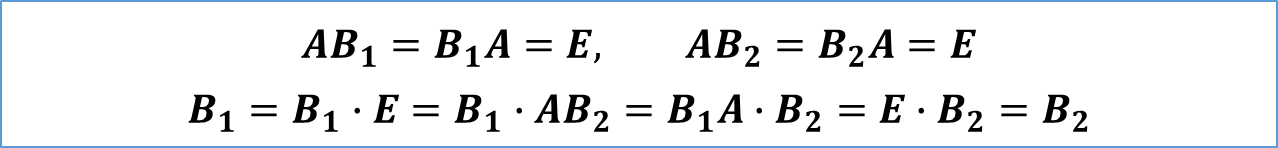 AB₁ = B₁A = E, AB₂ = B₂A = E
B₁ = B₁ · E = B₁ · AB₂ = B₁A · B₂ = E · B₂ = B₂